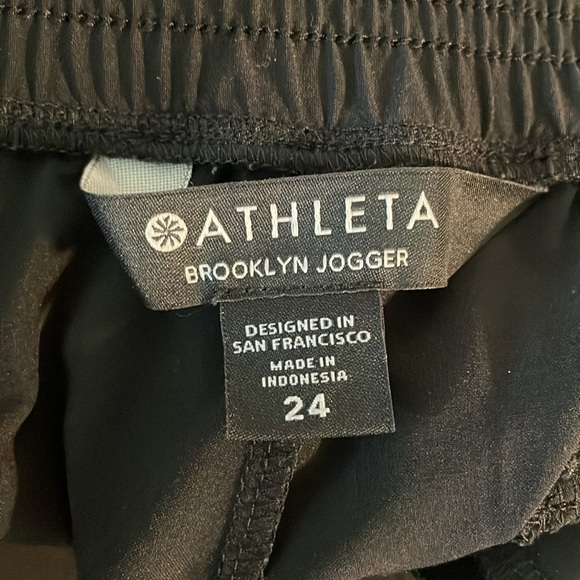 ATHLETA
BROOKLYN JOGGER
DESIGNED IN
SAN FRANCISCO
MADE IN
INDONESIA
24